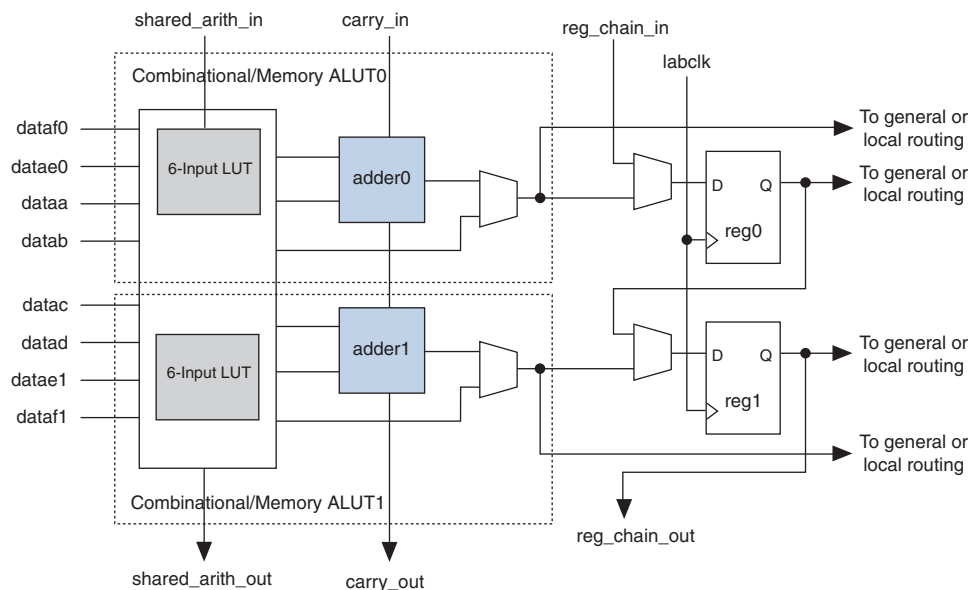 shared_arith_in
carry_in
reg_chain_in
labclk
Combinational/Memory ALUT0
dataf0
datae0
dataa
datab
6-Input LUT
adder0
D
Q
reg0
To general or
local routing
To general or
local routing
datac
datad
datae1
dataf1
6-Input LUT
adder1
D
Q
reg1
To general or
local routing
To general or
local routing
Combinational/Memory ALUT1
reg_chain_out
shared_arith_out
carry_out